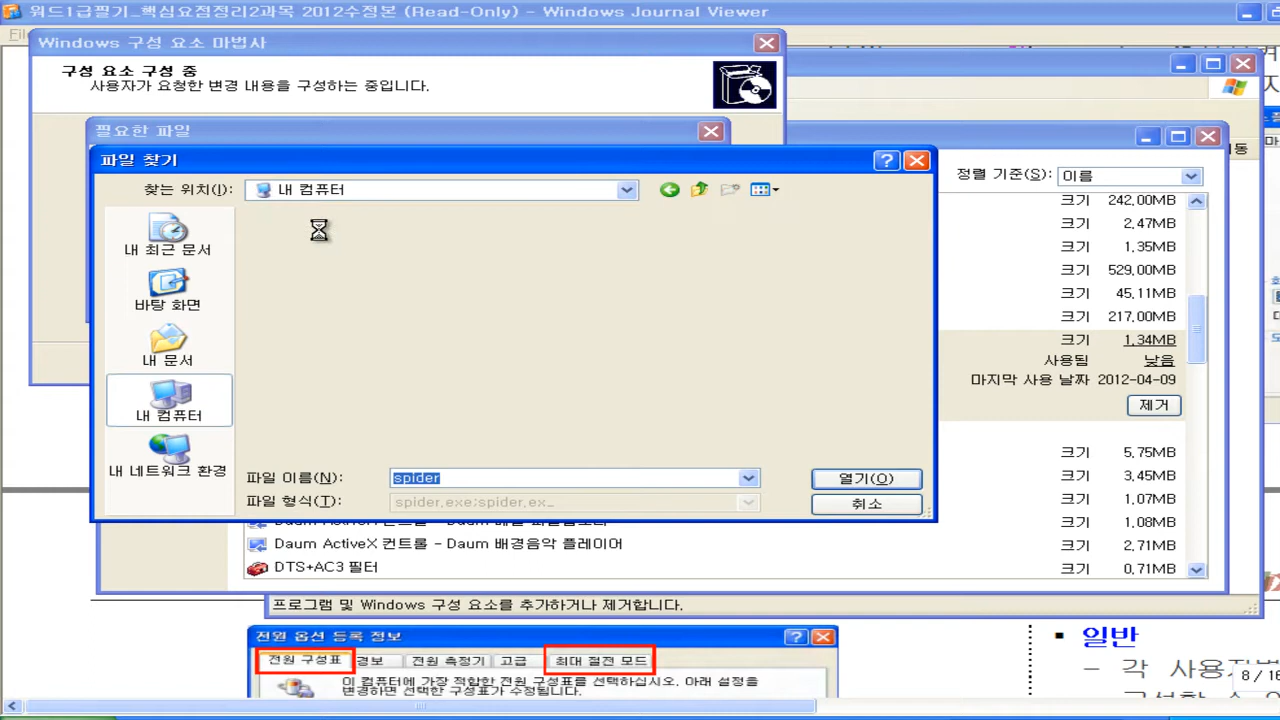 워드1급필기_핵심요점정리2과목 2012수정본 (Read-Only) - Windows Journal Viewer
Windows 구성 요소 마법사
구성 요소 구성 중
사용자가 요청한 변경 내용을 구성하는 중입니다.
필요한 파일
파일 찾기
찾는 위치(I):
내 컴퓨터
정렬 기준(S):
이름
내 최근 문서
바탕 화면
내 문서
내 컴퓨터
내 네트워크 환경
파일 이름(N):
spider
열기(O)
파일 형식(T):
spider.exe;spider.ex_
취소
크기 242.00MB
크기 2.47MB
크기 1.35MB
크기 529.00MB
크기 45.11MB
크기 217.00MB
크기 1.34MB
사용됨 낮음
마지막 사용 날짜 2012-04-09
제거
크기 5.75MB
크기 3.45MB
크기 1.07MB
크기 1.08MB
Daum ActiveX 컨트롤 - Daum 배경음악 플레이어
크기 2.71MB
DTS+AC3 필터
크기 0.71MB
프로그램 및 Windows 구성 요소를 추가하거나 제거합니다.
전원 옵션 등록 정보
전원 구성표
경보
전원 측정기
고급
최대 절전 모드
이 컴퓨터에 가장 적합한 전원 구성표를 선택하십시오. 아래 설정을
변경하면 선택한 구성표가 수정됩니다.
▪ 일반
- 각 사용
8 / 16